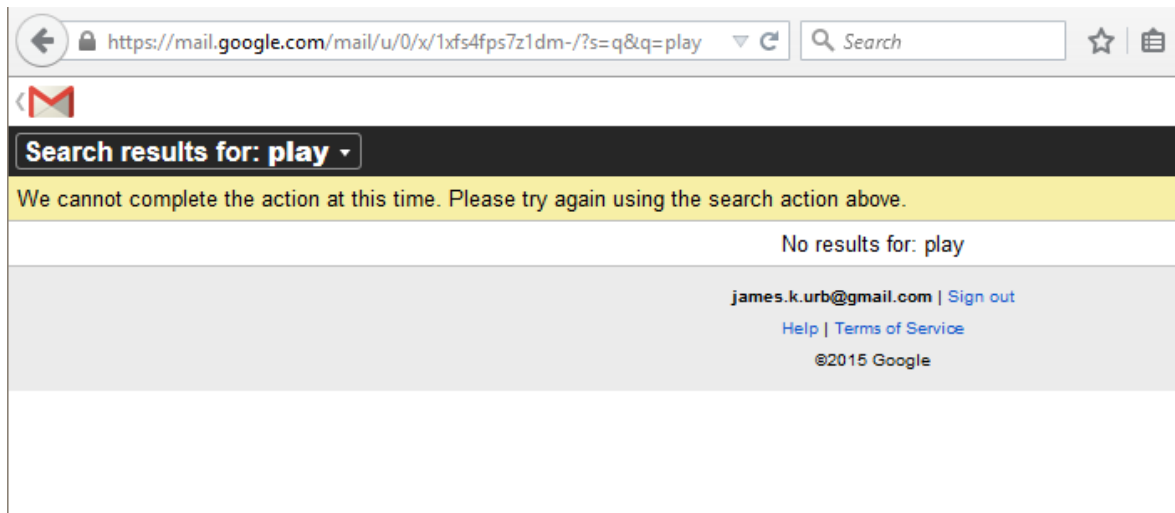 https://mail.google.com/mail/u/0/x/1xfs4fps7z1dm-/?s=q&q=play Search
Search results for: play
We cannot complete the action at this time. Please try again using the search action above.
No results for: play
james.k.urb@gmail.com | Sign out
Help | Terms of Service
©2015 Google